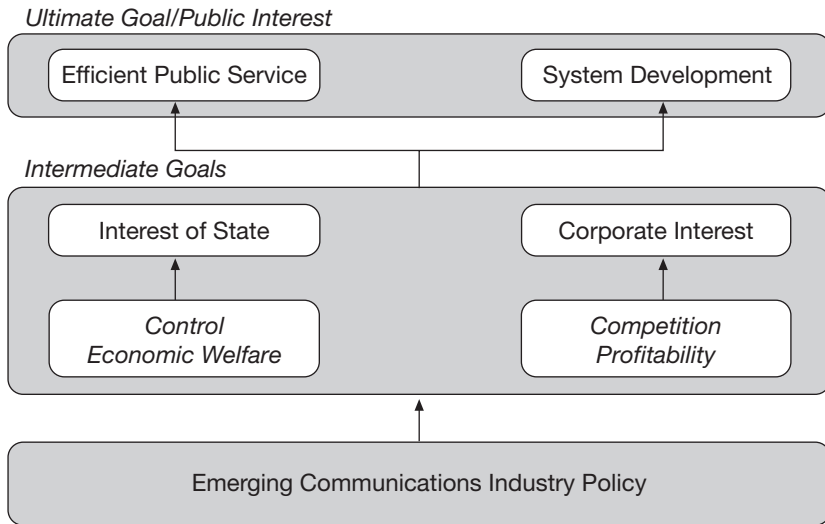 Ultimate Goal/Public Interest
Efficient Public Service
System Development
Intermediate Goals
Interest of State
Corporate Interest
Control
Economic Welfare
Competition
Profitability
Emerging Communications Industry Policy